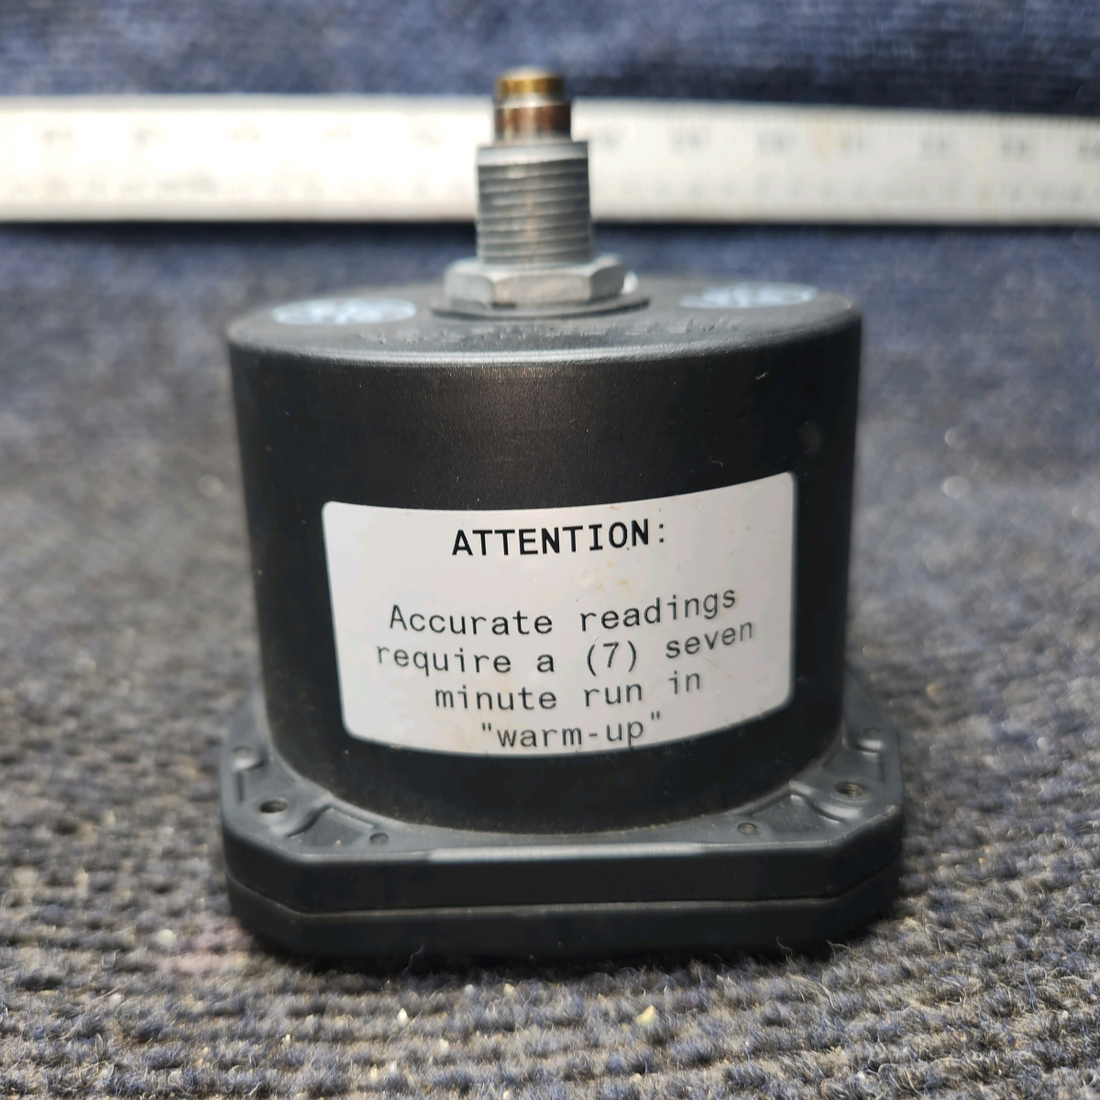 ATTENTION:
Accurate readings
require a (7) seven
minute run in
"warm-up"